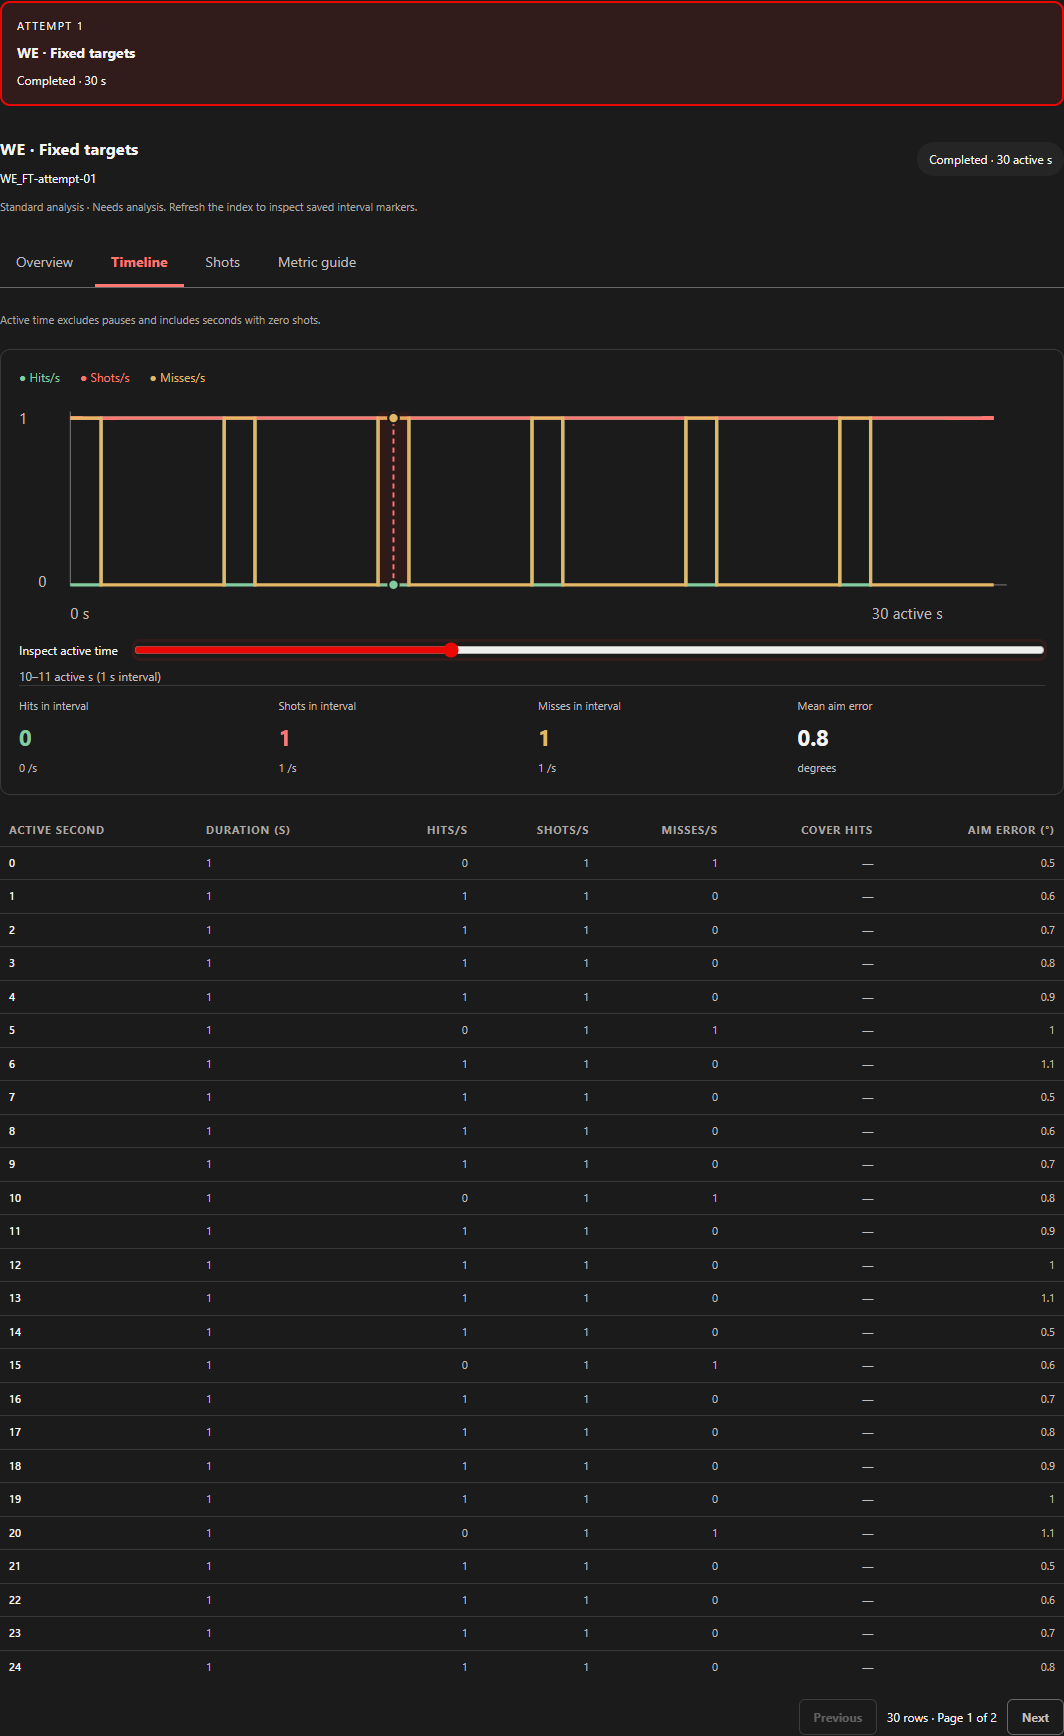 ATTEMPT 1
WE · Fixed targets
Completed · 30 s
WE · Fixed targets
Completed · 30 active s
WE_FT-attempt-01
Standard analysis · Needs analysis. Refresh the index to inspect saved interval markers.
Overview Timeline Shots Metric guide
Active time excludes pauses and includes seconds with zero shots.
● Hits/s ● Shots/s ● Misses/s
1
0
0 s 30 active s
Inspect active time
10–11 active s (1 s interval)
Hits in interval Shots in interval Misses in interval Mean aim error
0 1 1 0.8
0 /s 1 /s 1 /s degrees
ACTIVE SECOND DURATION (S) HITS/S SHOTS/S MISSES/S COVER HITS AIM ERROR (°)
0 1 0 1 1 — 0.5
1 1 1 1 0 — 0.6
2 1 1 1 0 — 0.7
3 1 1 1 0 — 0.8
4 1 1 1 0 — 0.9
5 1 0 1 1 — 1
6 1 1 1 0 — 1.1
7 1 1 1 0 — 0.5
8 1 1 1 0 — 0.6
9 1 1 1 0 — 0.7
10 1 0 1 1 — 0.8
11 1 1 1 0 — 0.9
12 1 1 1 0 — 1
13 1 1 1 0 — 1.1
14 1 1 1 0 — 0.5
15 1 0 1 1 — 0.6
16 1 1 1 0 — 0.7
17 1 1 1 0 — 0.8
18 1 1 1 0 — 0.9
19 1 1 1 0 — 1
20 1 0 1 1 — 1.1
21 1 1 1 0 — 0.5
22 1 1 1 0 — 0.6
23 1 1 1 0 — 0.7
24 1 1 1 0 — 0.8
Previous 30 rows · Page 1 of 2 Next